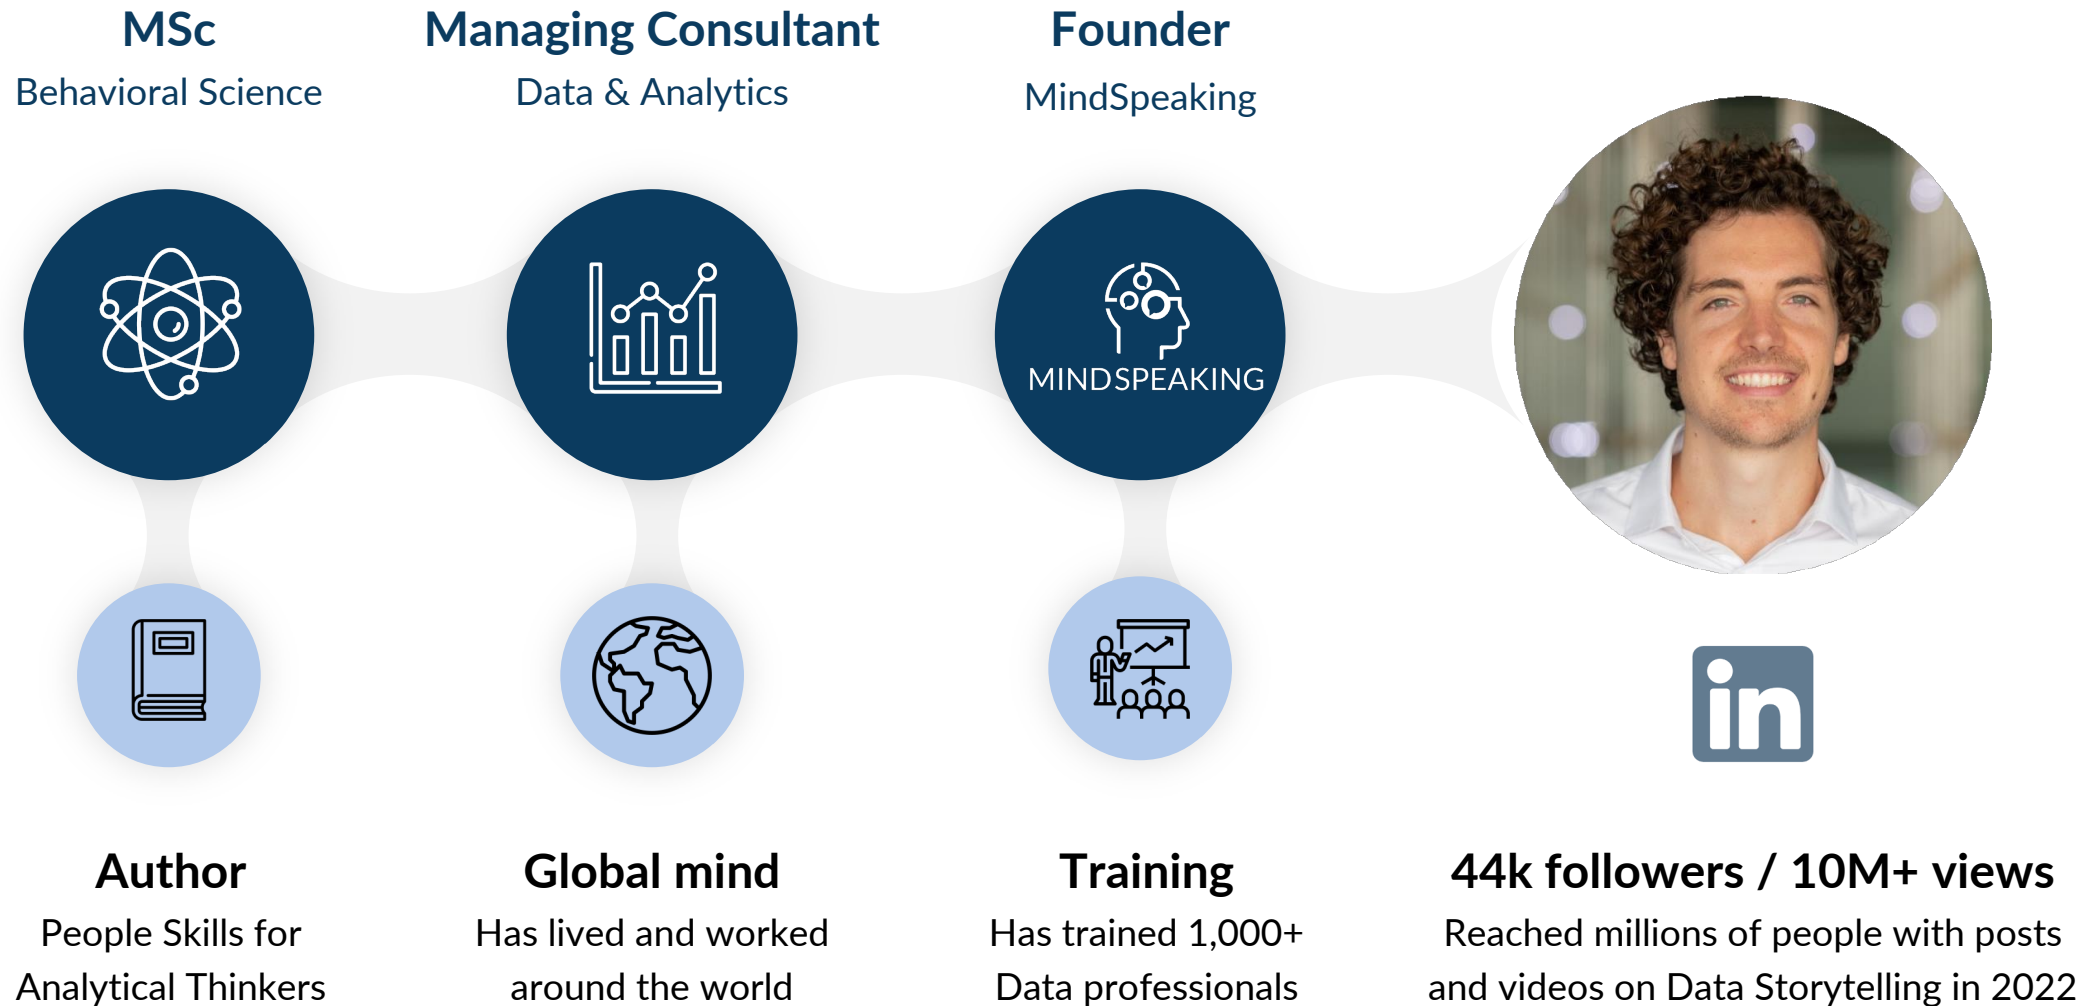 MSc
Behavioral Science
Managing Consultant
Data & Analytics
Founder
MindSpeaking
MINDSPEAKING
in
Author
People Skills for
Analytical Thinkers
Global mind
Has lived and worked
around the world
Training
Has trained 1,000+
Data professionals
44k followers / 10M+ views
Reached millions of people with posts
and videos on Data Storytelling in 2022